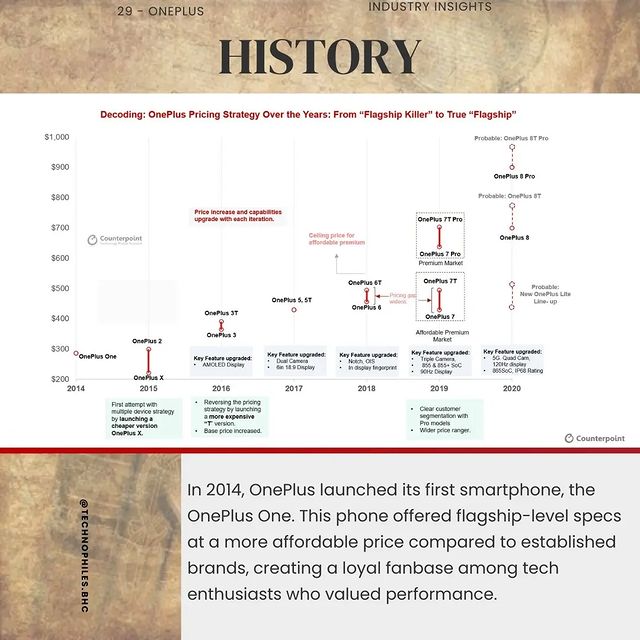 29 - ONEPLUS
INDUSTRY INSIGHTS
HISTORY
Decoding: OnePlus Pricing Strategy Over the Years: From “Flagship Killer” to True “Flagship”
$1,000
$900
$800
$700
$600
$500
$400
$300
$200
Counterpoint
Price increase and capabilities
upgrade with each iteration.
Ceiling price for
affordable premium
Probable: OnePlus 8T Pro
OnePlus 8 Pro
Probable: OnePlus 8T
OnePlus 8
Probable:
New OnePlus Lite
Line- up
OnePlus 7T Pro
OnePlus 7 Pro
Premium Market
OnePlus 7T
OnePlus 7
Affordable Premium
Market
OnePlus 6T
OnePlus 6
Pricing gap
widens
OnePlus 5, 5T
OnePlus 3T
OnePlus 3
OnePlus 2
OnePlus X
OnePlus One
Key Feature upgraded:
• AMOLED Display
Key Feature upgraded:
• Dual Camera
• 6in 18:9 Display
Key Feature upgraded:
• Notch, OIS
• In display fingerprint
Key Feature upgraded:
• Triple Camera,
• 855 & 855+ SoC
• 90Hz Display
Key Feature upgraded:
• 5G, Quad Cam,
120Hz display
• 865SoC, IP68 Rating
2014
2015
2016
2017
2018
2019
2020
First attempt with
multiple device strategy
by launching a
cheaper version
OnePlus X.
• Reversing the pricing
strategy by launching
a more expensive
“T” version.
• Base price increased.
• Clear customer
segmentation with
Pro models
• Wider price ranger.
Counterpoint
@TECHNOPHILES.BHC
In 2014, OnePlus launched its first smartphone, the
OnePlus One. This phone offered flagship-level specs
at a more affordable price compared to established
brands, creating a loyal fanbase among tech
enthusiasts who valued performance.